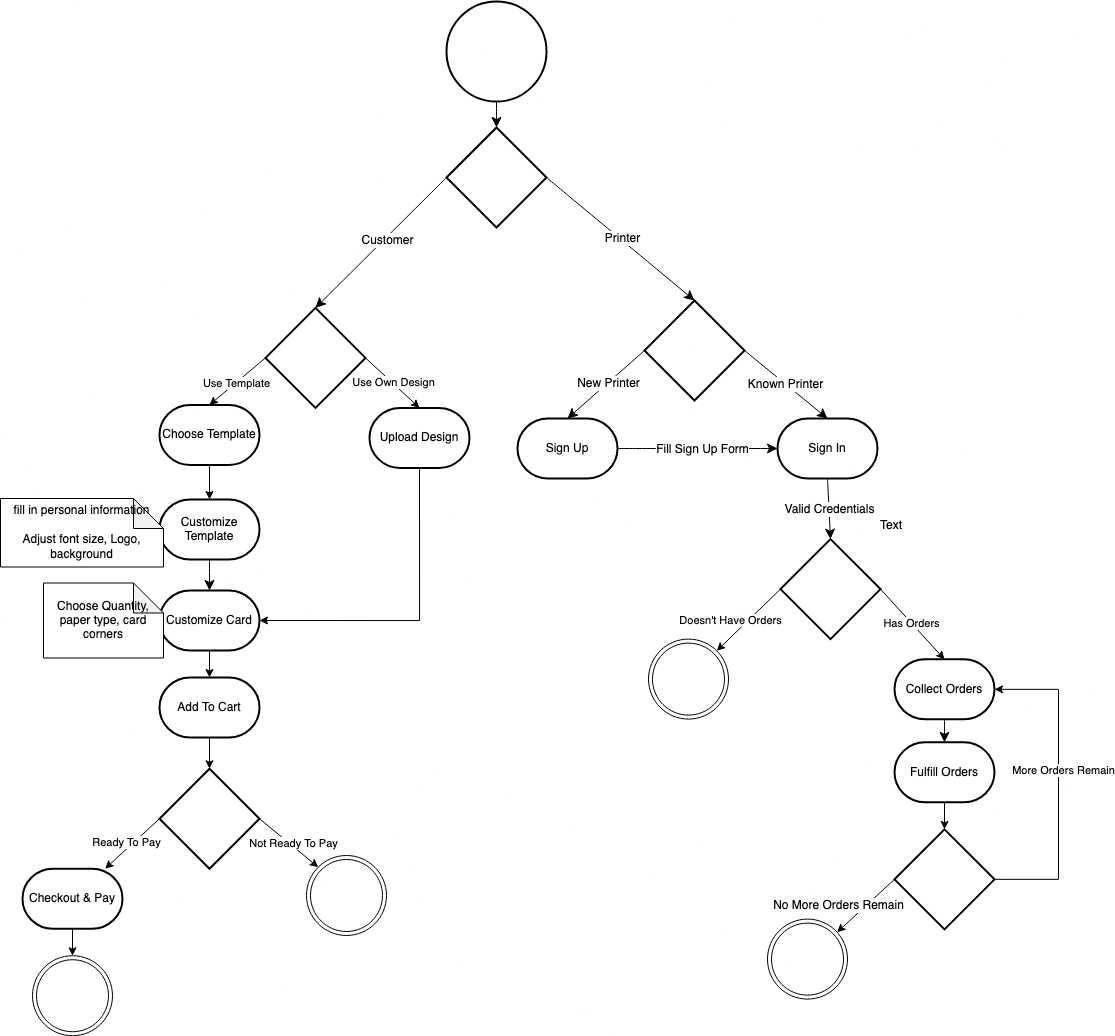 Customer
Printer
Use Template
Use Own Design
New Printer
Known Printer
Choose Template
Upload Design
Sign Up
Fill Sign Up Form
Sign In
fill in personal information
Adjust font size, Logo,
background
Customize
Template
Valid Credentials
Text
Choose Quantity,
paper type, card
corners
Customize Card
Doesn't Have Orders
Has Orders
Add To Cart
Collect Orders
Fulfill Orders
More Orders Remain
Ready To Pay
Not Ready To Pay
Checkout & Pay
No More Orders Remain